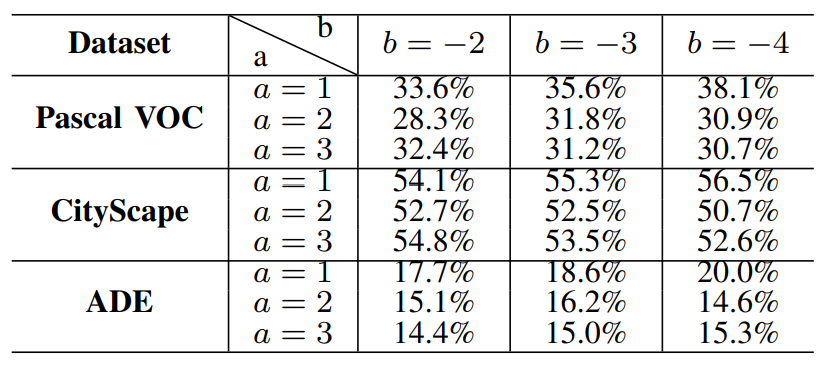 Dataset a b b = −2 b = −3 b = −4
Pascal VOC a = 1 33.6% 35.6% 38.1%
a = 2 28.3% 31.8% 30.9%
a = 3 32.4% 31.2% 30.7%
CityScape a = 1 54.1% 55.3% 56.5%
a = 2 52.7% 52.5% 50.7%
a = 3 54.8% 53.5% 52.6%
ADE a = 1 17.7% 18.6% 20.0%
a = 2 15.1% 16.2% 14.6%
a = 3 14.4% 15.0% 15.3%